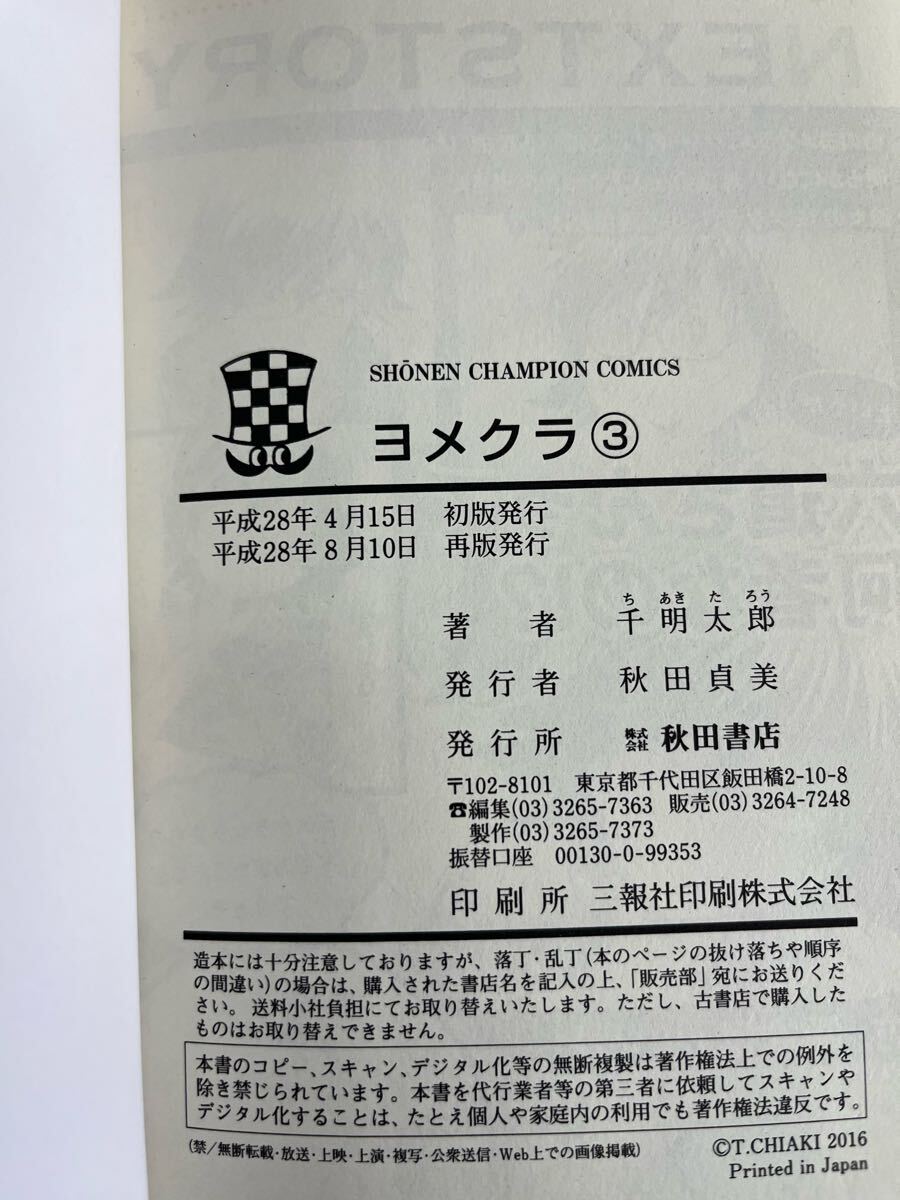 NEXTSTORY
SHŌNEN CHAMPION COMICS
ヨメクラ③
平成28年4月15日 初版発行
平成28年8月10日 再版発行
ち あき た ろう
著者 千明太郎
発行者 秋田貞美
発行所 株式会社 秋田書店
〒102-8101 東京都千代田区飯田橋2-10-8
☎編集(03)3265-7363 販売(03)3264-7248
製作(03)3265-7373
振替口座 00130-0-99353
印刷所 三報社印刷株式会社
造本には十分注意しておりますが、落丁・乱丁(本のページの抜け落ちや順序
の間違い)の場合は、購入された書店名を記入の上、「販売部」宛にお送りくだ
さい。送料小社負担にてお取り替えいたします。ただし、古書店で購入した
ものはお取り替えできません。
本書のコピー、スキャン、デジタル化等の無断複製は著作権法上での例外を
除き禁じられています。本書を代行業者等の第三者に依頼してスキャンや
デジタル化することは、たとえ個人や家庭内の利用でも著作権法違反です。
(禁/無断転載・放送・上映・上演・複写・公衆送信・Web上での画像掲載)
©T.CHIAKI 2016
Printed in Japan